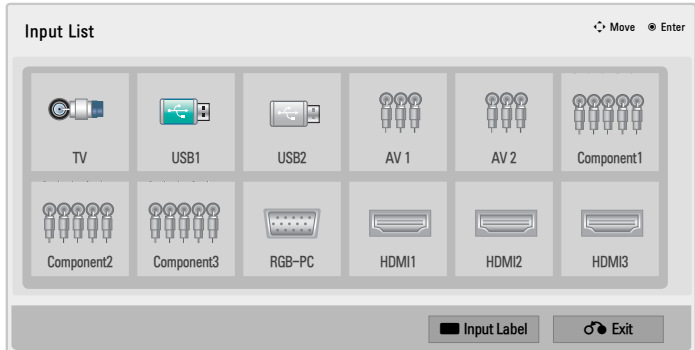 Input List
Move Enter
TV USB1 USB2 AV 1 AV 2 Component1
Component2 Component3 RGB-PC HDMI1 HDMI2 HDMI3
Input Label Exit